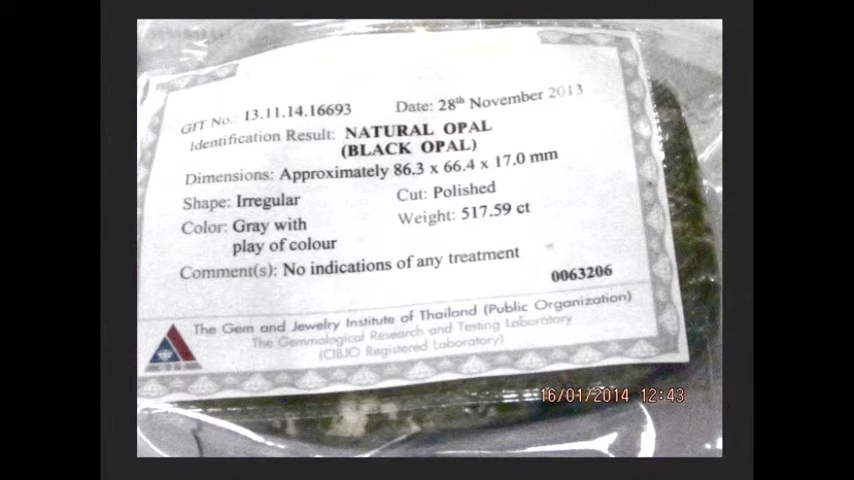 GIT No.: 13.11.14.16693 Date: 28th November 2013
Identification Result: NATURAL OPAL
(BLACK OPAL)
Dimensions: Approximately 86.3 x 66.4 x 17.0 mm
Shape: Irregular Cut: Polished
Color: Gray with Weight: 517.59 ct
play of colour
Comment(s): No indications of any treatment
0063206
The Gem and Jewelry Institute of Thailand (Public Organization)
The Gemmological Research and Testing Laboratory
(CIBJO Registered Laboratory)
16/01/2014 12:43